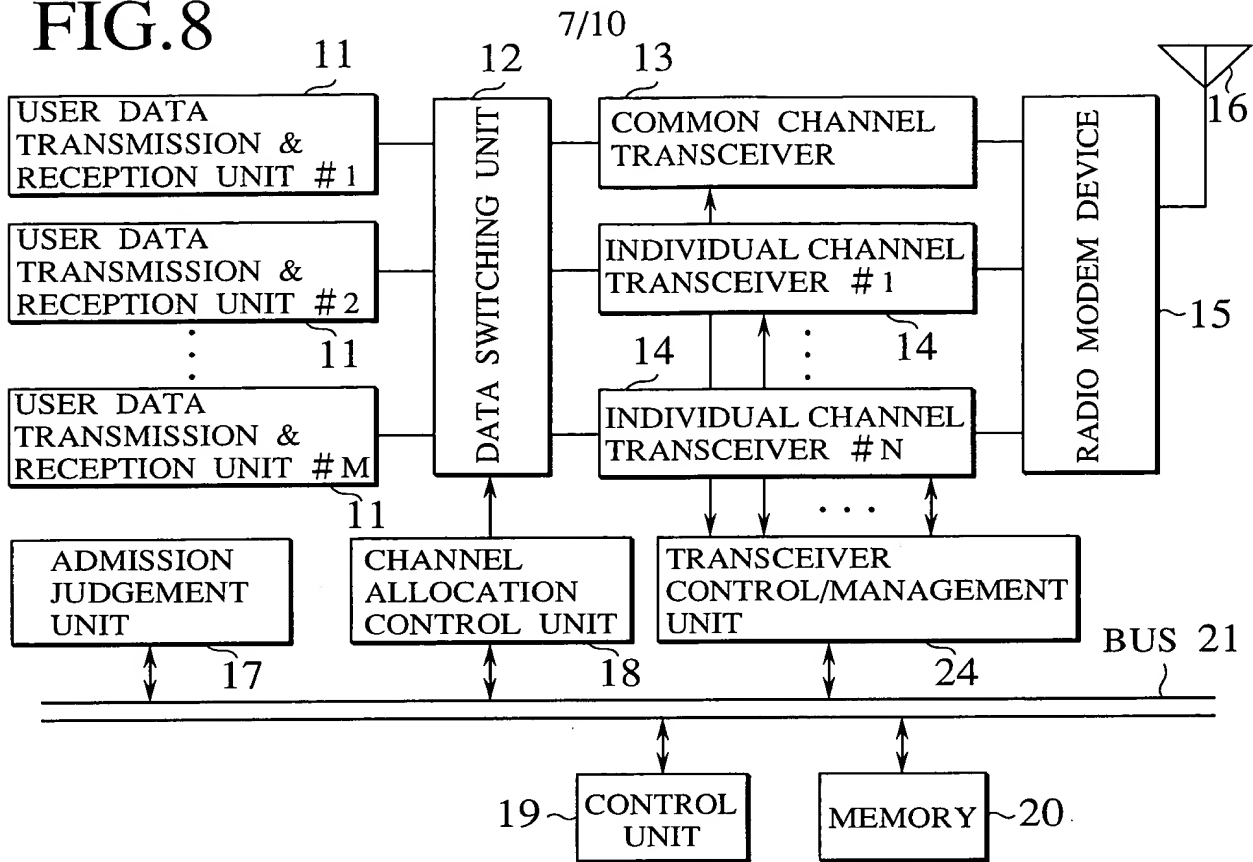 FIG.8
7/10
11
12
13
16
USER DATA
TRANSMISSION &
RECEPTION UNIT #1
DATA SWITCHING UNIT
COMMON CHANNEL
TRANSCEIVER
RADIO MODEM DEVICE
USER DATA
TRANSMISSION &
RECEPTION UNIT #2
INDIVIDUAL CHANNEL
TRANSCEIVER #1
15
11
14
14
USER DATA
TRANSMISSION &
RECEPTION UNIT #M
INDIVIDUAL CHANNEL
TRANSCEIVER #N
11
ADMISSION
JUDGEMENT
UNIT
CHANNEL
ALLOCATION
CONTROL UNIT
TRANSCEIVER
CONTROL/MANAGEMENT
UNIT
17
18
24
BUS 21
19
CONTROL
UNIT
MEMORY
20